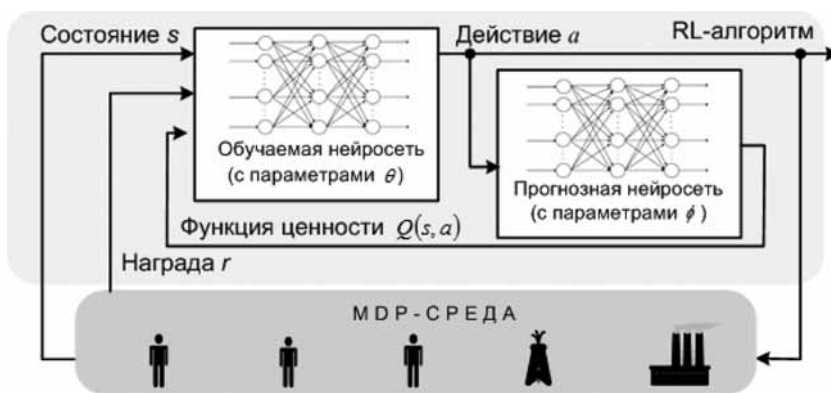 Состояние s
Действие a
RL-алгоритм
Обучаемая нейросеть
(с параметрами θ)
Прогнозная нейросеть
(с параметрами ϕ)
Функция ценности Q(s, a)
Награда r
MDP-СРЕДА